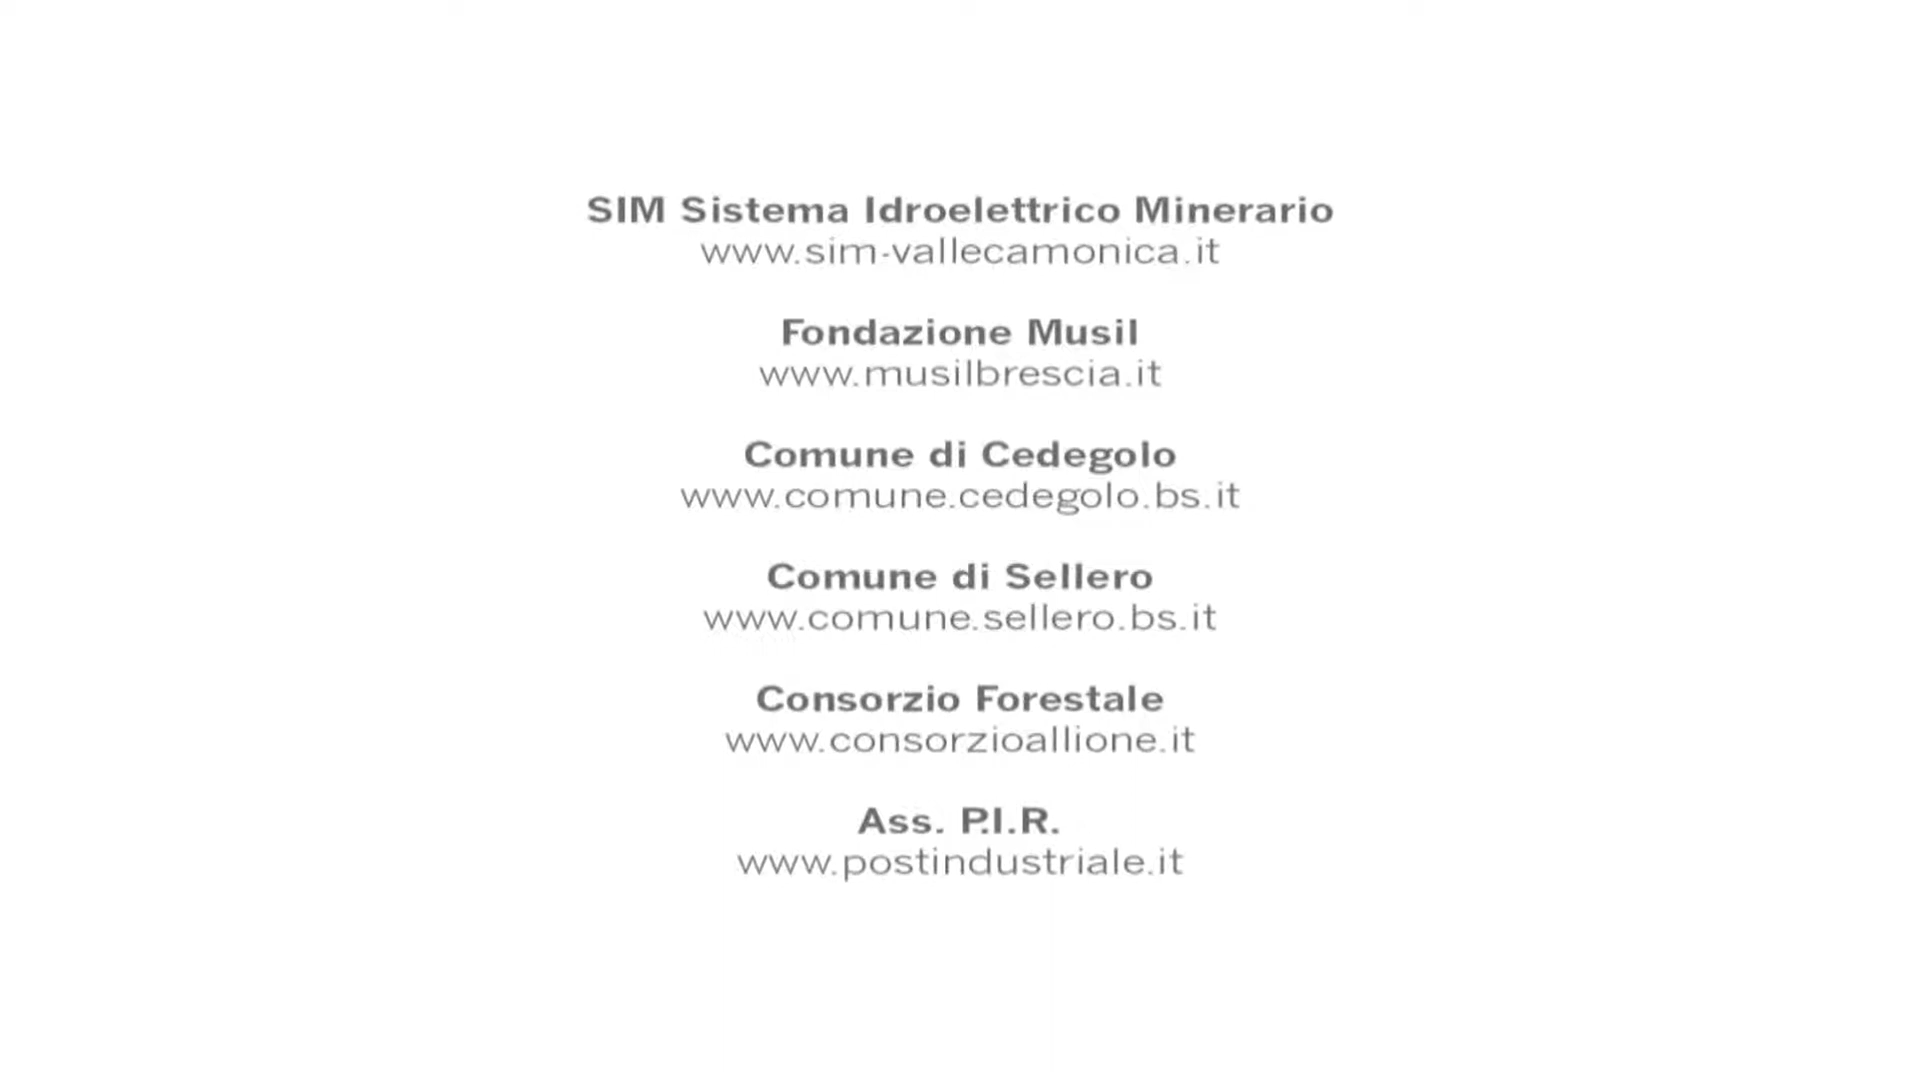 SIM Sistema Idroelettrico Minerario
www.sim-vallecamonica.it
Fondazione Musil
www.musilbrescia.it
Comune di Cedegolo
www.comune.cedegolo.bs.it
Comune di Sellero
www.comune.sellero.bs.it
Consorzio Forestale
www.consorzioallione.it
Ass. P.I.R.
www.postindustriale.it